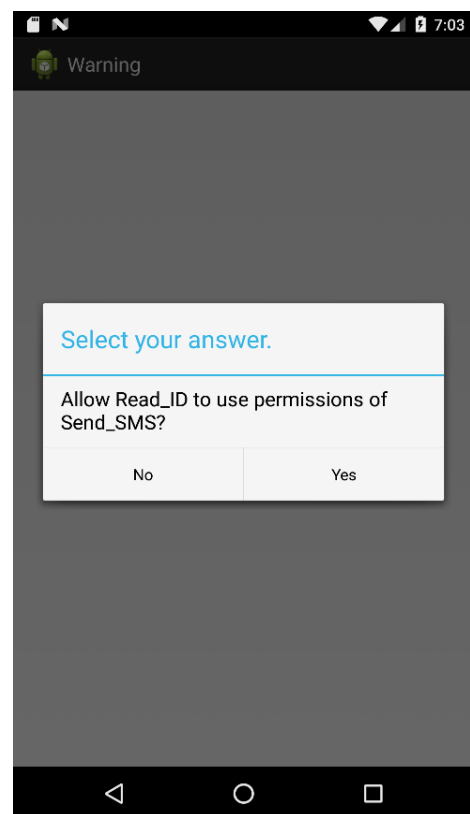 7:03
Warning
Select your answer.
Allow Read_ID to use permissions of
Send_SMS?
No
Yes